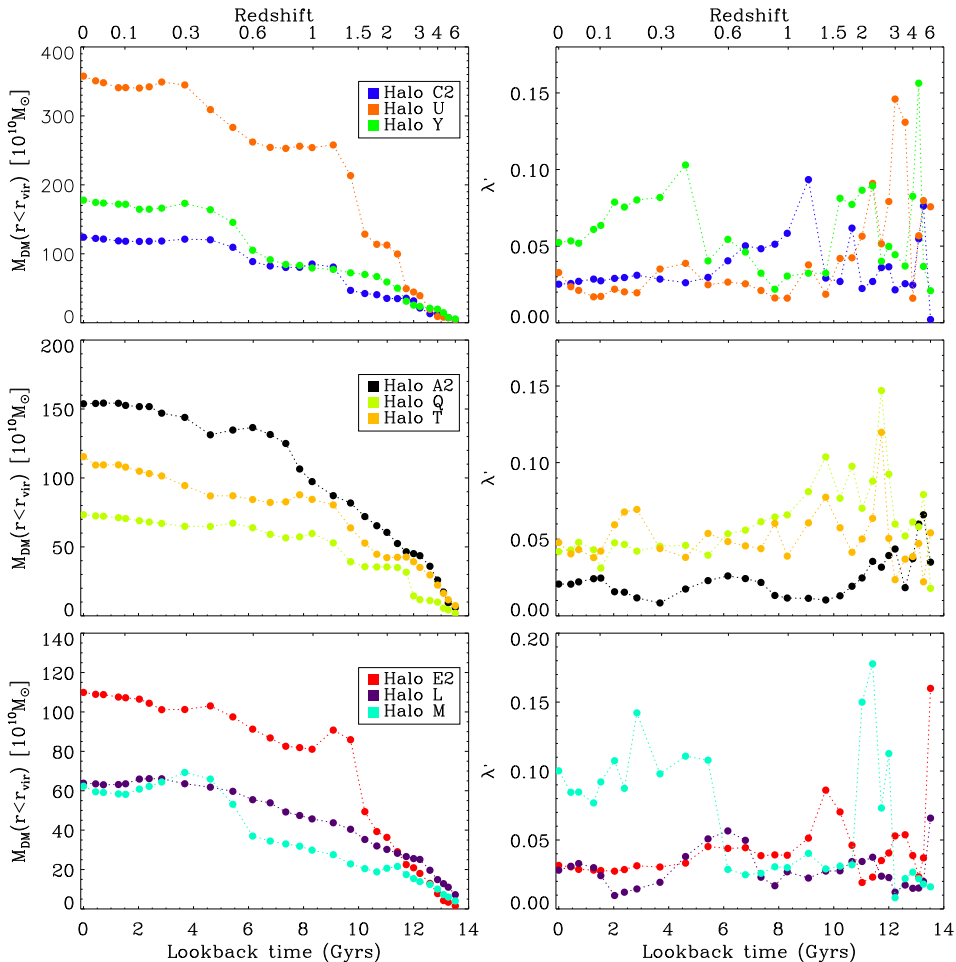 Redshift Redshift
0 0.1 0.3 0.6 1 1.5 2 3 4 6 0 0.1 0.3 0.6 1 1.5 2 3 4 6
M_DM(r<r_vir) [10^10 M_⊙]
400
300
200
100
0
Halo C2
Halo U
Halo Y
λ'
0.15
0.10
0.05
0.00
M_DM(r<r_vir) [10^10 M_⊙]
200
150
100
50
0
Halo A2
Halo Q
Halo T
λ'
0.15
0.10
0.05
0.00
M_DM(r<r_vir) [10^10 M_⊙]
140
120
100
80
60
40
20
0
Halo E2
Halo L
Halo M
λ'
0.20
0.15
0.10
0.05
0.00
0 2 4 6 8 10 12 14 0 2 4 6 8 10 12 14
Lookback time (Gyrs) Lookback time (Gyrs)